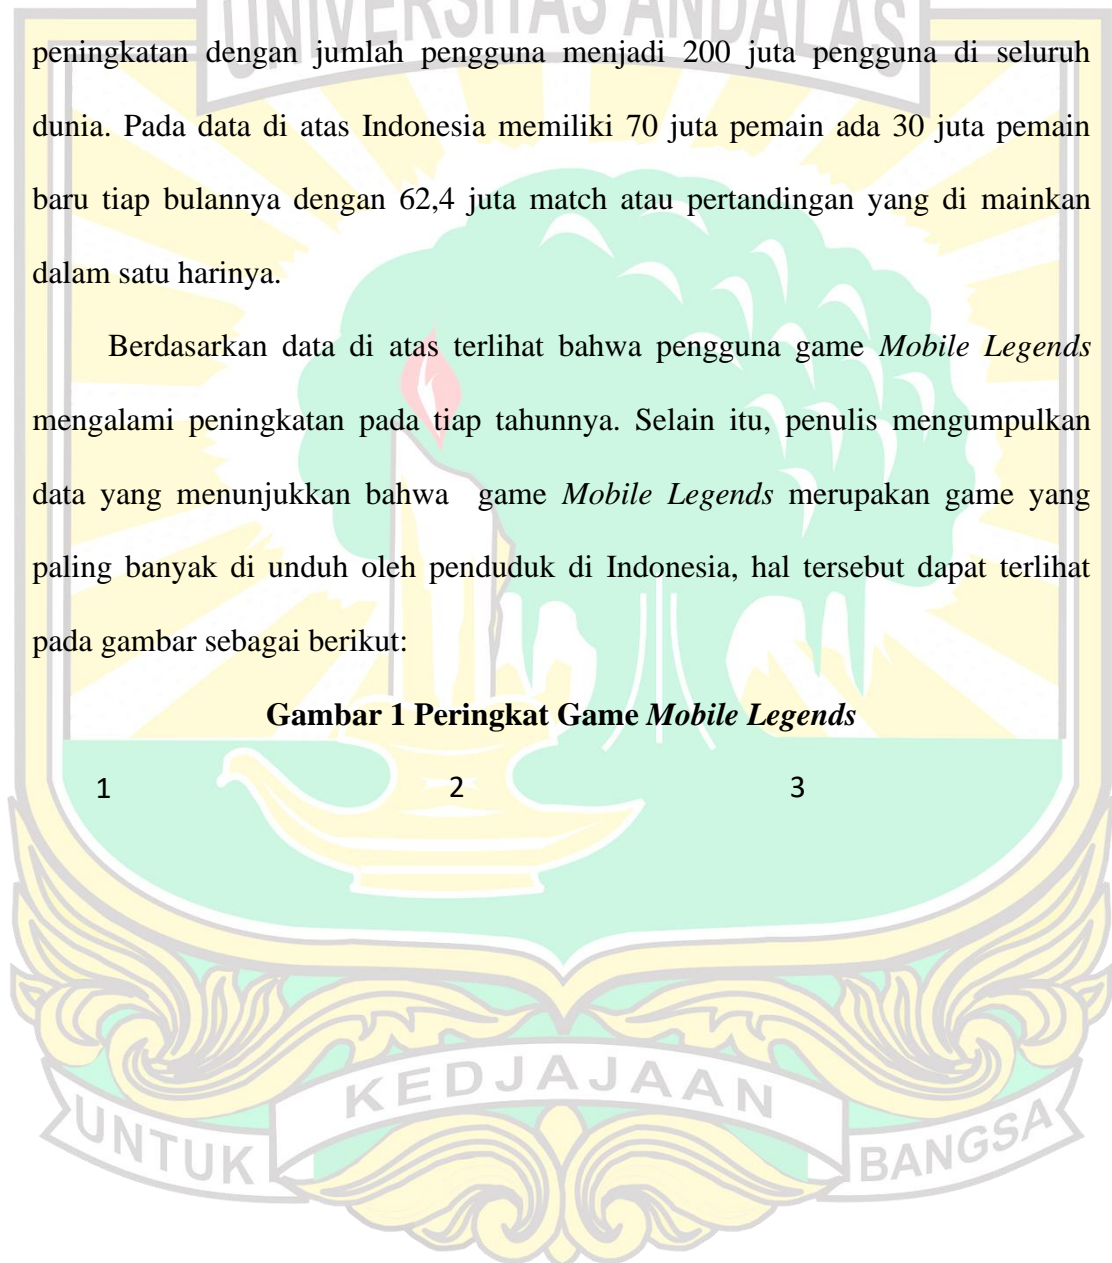 UNIVERSITAS ANDALAS
peningkatan dengan jumlah pengguna menjadi 200 juta pengguna di seluruh
dunia. Pada data di atas Indonesia memiliki 70 juta pemain ada 30 juta pemain
baru tiap bulannya dengan 62,4 juta match atau pertandingan yang di mainkan
dalam satu harinya.
Berdasarkan data di atas terlihat bahwa pengguna game Mobile Legends
mengalami peningkatan pada tiap tahunnya. Selain itu, penulis mengumpulkan
data yang menunjukkan bahwa game Mobile Legends merupakan game yang
paling banyak di unduh oleh penduduk di Indonesia, hal tersebut dapat terlihat
pada gambar sebagai berikut:
Gambar 1 Peringkat Game Mobile Legends
1 2 3
UNTUK KEDJAJAAN BANGSA